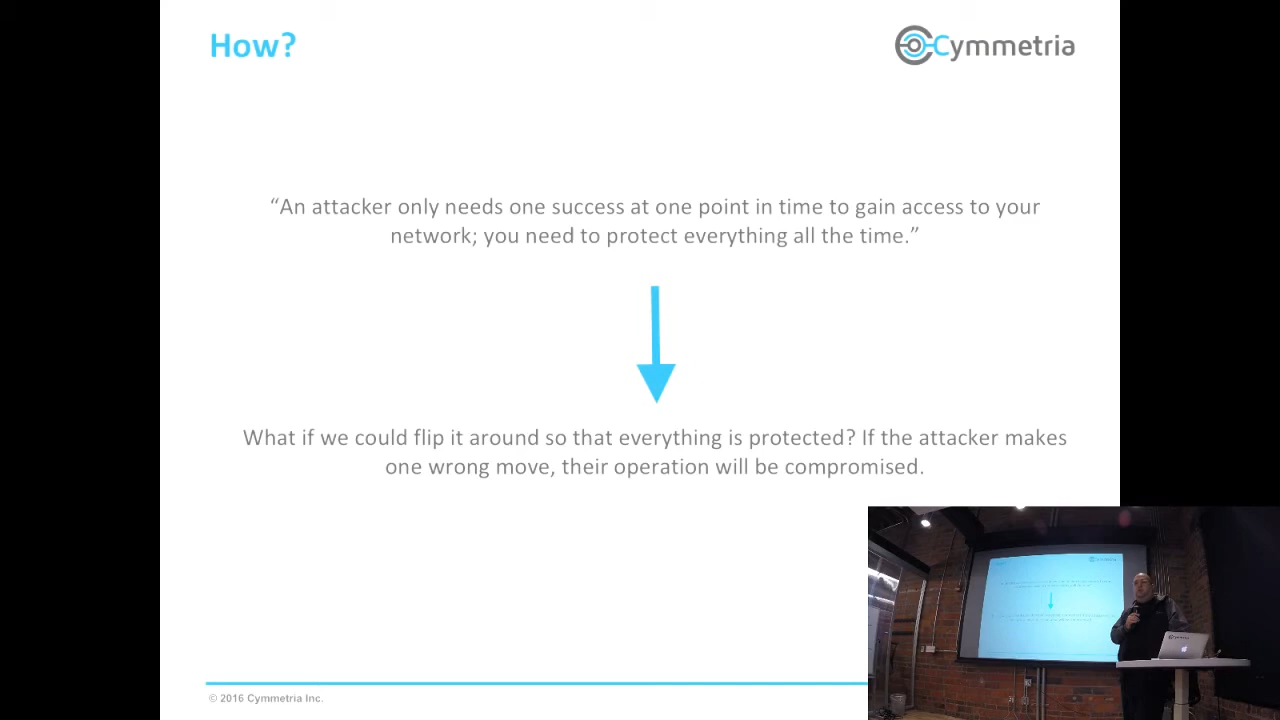 How?
Cymmetria
“An attacker only needs one success at one point in time to gain access to your
network; you need to protect everything all the time.”
What if we could flip it around so that everything is protected? If the attacker makes
one wrong move, their operation will be compromised.
© 2016 Cymmetria Inc.